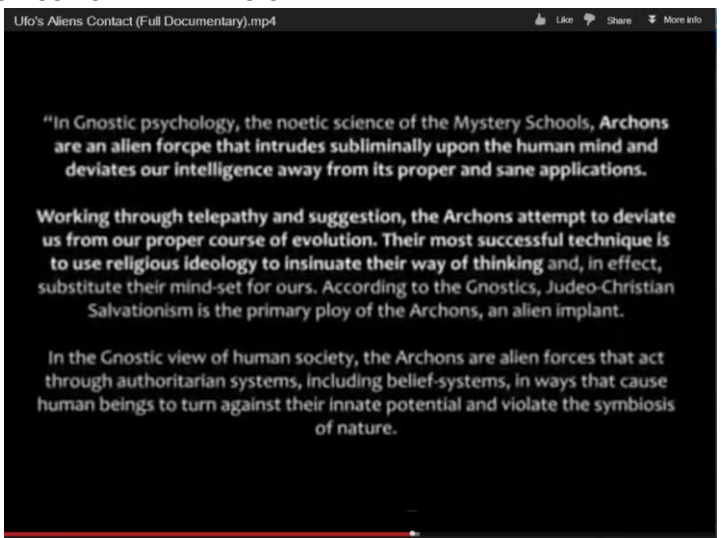 Ufo's Aliens Contact (Full Documentary).mp4
Like
Share
More info
“In Gnostic psychology, the noetic science of the Mystery Schools, Archons
are an alien forcpe that intrudes subliminally upon the human mind and
deviates our intelligence away from its proper and sane applications.
Working through telepathy and suggestion, the Archons attempt to deviate
us from our proper course of evolution. Their most successful technique is
to use religious ideology to insinuate their way of thinking and, in effect,
substitute their mind-set for ours. According to the Gnostics, Judeo-Christian
Salvationism is the primary ploy of the Archons, an alien implant.
In the Gnostic view of human society, the Archons are alien forces that act
through authoritarian systems, including belief-systems, in ways that cause
human beings to turn against their innate potential and violate the symbiosis
of nature.